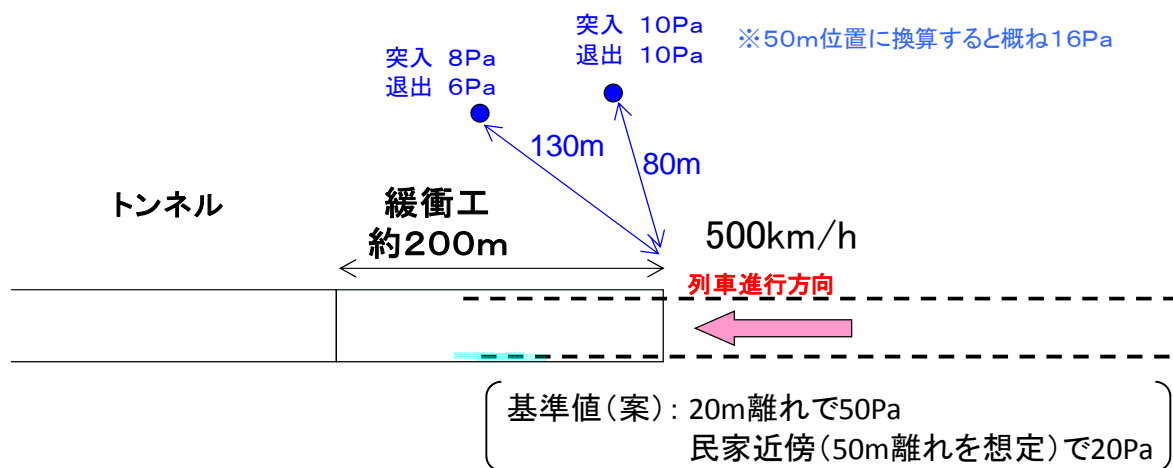 突入 10Pa
退出 10Pa
※50m位置に換算すると概ね16Pa
突入 8Pa
退出 6Pa
130m
80m
トンネル
緩衝工
約200m
500km/h
列車進行方向
基準値(案): 20m離れで50Pa
民家近傍(50m離れを想定)で20Pa